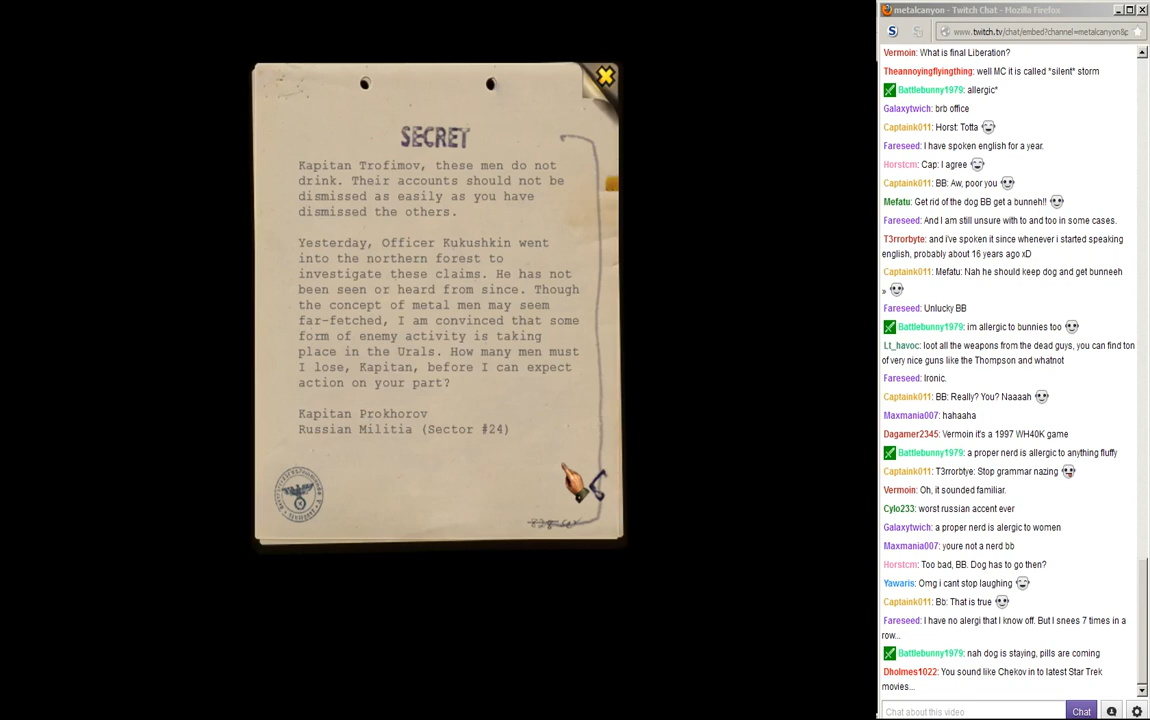 SECRET
Kapitan Trofimov, these men do not
drink. Their accounts should not be
dismissed as easily as you have
dismissed the others.
Yesterday, Officer Kukushkin went
into the northern forest to
investigate these claims. He has not
been seen or heard from since. Though
the concept of metal men may seem
far-fetched, I am convinced that some
form of enemy activity is taking
place in the Urals. How many men must
I lose, Kapitan, before I can expect
action on your part?
Kapitan Prokhorov
Russian Militia (Sector #24)
metalcanyon - Twitch Chat - Mozilla Firefox
www.twitch.tv/chat/embed?channel=metalcanyon&p
Vermoin: What is final Liberation?
Theannoyingflyingthing: well MC it is called *silent* storm
Battlebunny1979: allergic*
Galaxytwich: brb office
Captaink011: Horst: Totta
Fareseed: I have spoken english for a year.
Horstcm: Cap: I agree
Captaink011: BB: Aw, poor you
Mefatu: Get rid of the dog BB get a bunneh!!
Fareseed: And I am still unsure with to and too in some cases.
T3rrorbyte: and i've spoken it since whenever i started speaking
english, probably about 16 years ago xD
Captaink011: Mefatu: Nah he should keep dog and get bunneeh
»
Fareseed: Unlucky BB
Battlebunny1979: im allergic to bunnies too
Lt_havoc: loot all the weapons from the dead guys, you can find ton
of very nice guns like the Thompson and whatnot
Fareseed: Ironic.
Captaink011: BB: Really? You? Naaaah
Maxmania007: hahaaha
Dagamer2345: Vermoin it's a 1997 WH40K game
Battlebunny1979: a proper nerd is allergic to anything fluffy
Captaink011: T3rrorbtye: Stop grammar nazing
Vermoin: Oh, it sounded familiar.
Cylo233: worst russian accent ever
Galaxytwich: a proper nerd is alergic to women
Maxmania007: youre not a nerd bb
Horstcm: Too bad, BB. Dog has to go then?
Yawaris: Omg i cant stop laughing
Captaink011: Bb: That is true
Fareseed: I have no alergi that I know off. But I snees 7 times in a
row...
Battlebunny1979: nah dog is staying, pills are coming
Dholmes1022: You sound like Chekov in to latest Star Trek
movies...
Chat about this video
Chat